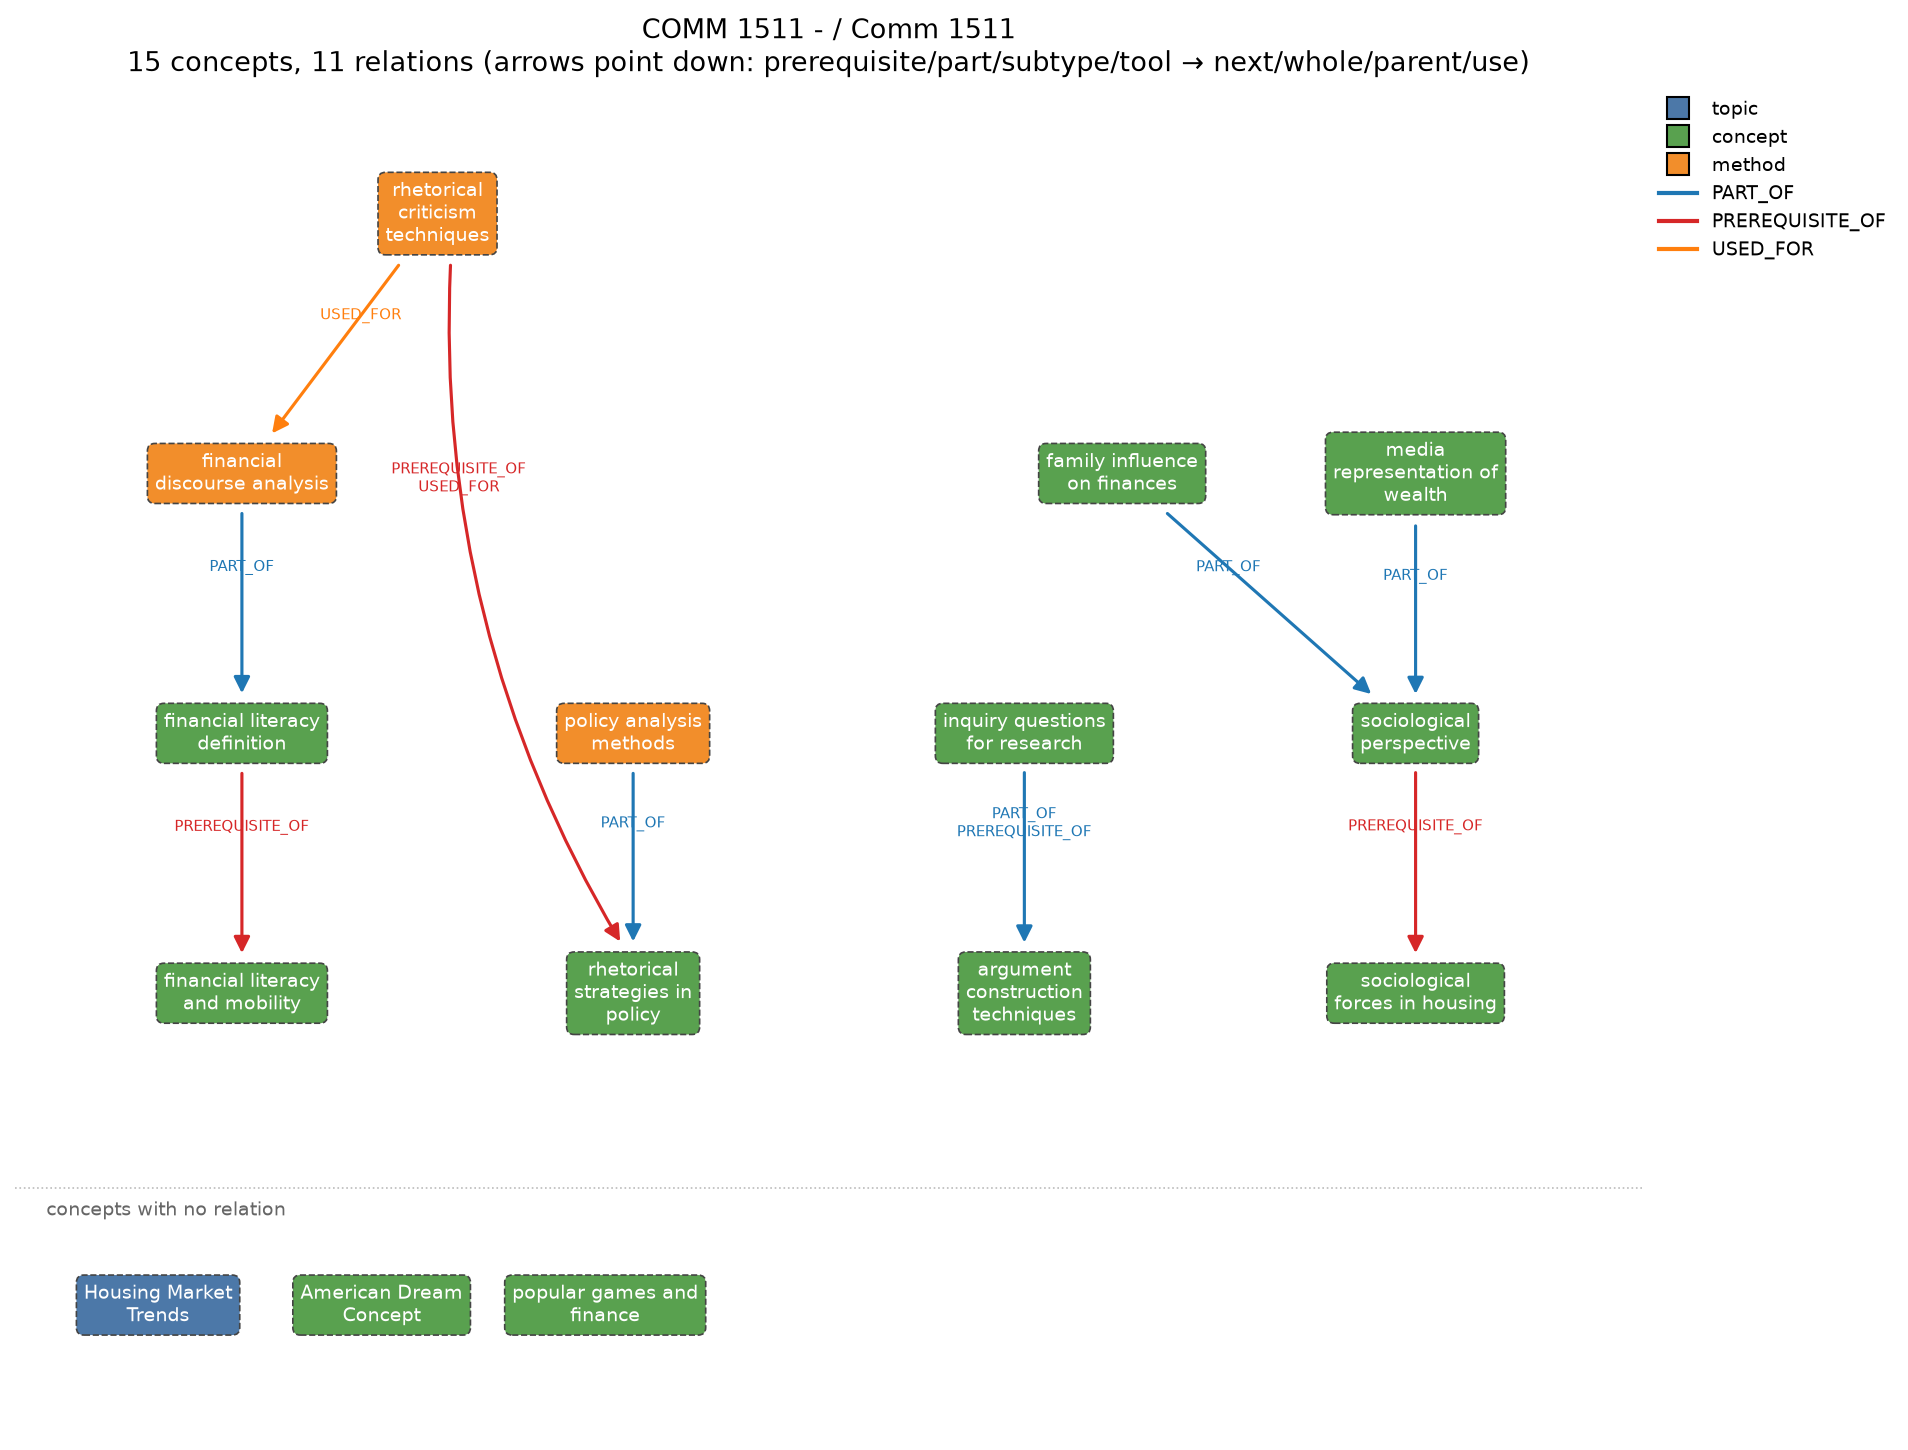 COMM 1511 - / Comm 1511
15 concepts, 11 relations (arrows point down: prerequisite/part/subtype/tool → next/whole/parent/use)
topic
concept
method
PART_OF
PREREQUISITE_OF
USED_FOR
rhetorical
criticism
techniques
USED_FOR
PREREQUISITE_OF
USED_FOR
financial
discourse analysis
family influence
on finances
media
representation of
wealth
PART_OF
PART_OF
PART_OF
financial literacy
definition
policy analysis
methods
inquiry questions
for research
sociological
perspective
PREREQUISITE_OF
PART_OF
PART_OF
PREREQUISITE_OF
PREREQUISITE_OF
financial literacy
and mobility
rhetorical
strategies in
policy
argument
construction
techniques
sociological
forces in housing
concepts with no relation
Housing Market
Trends
American Dream
Concept
popular games and
finance